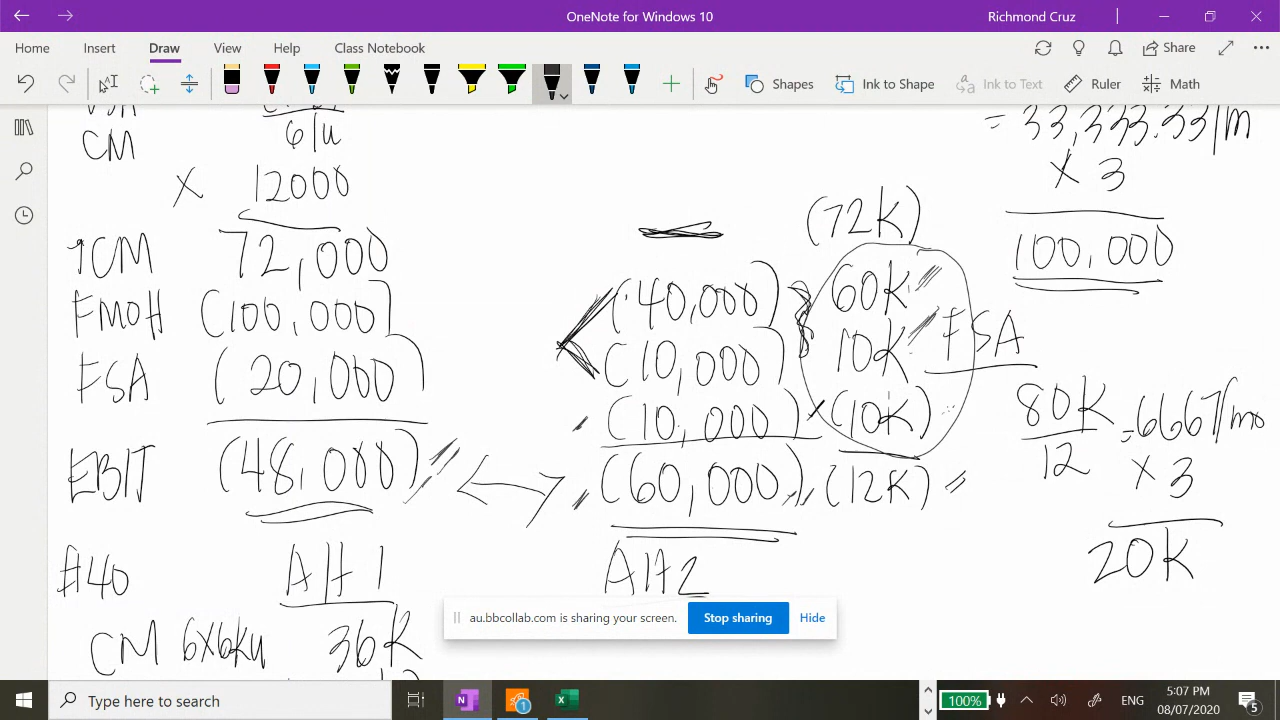 OneNote for Windows 10
Richmond Cruz
Home Insert Draw View Help Class Notebook
Share
Shapes Ink to Shape Ink to Text Ruler Math
CM 6/u
× 12000
TCM 72,000
FMOH (100,000)
FSA (20,000)
EBIT (48,000)
#40 Alt 1
CM 6x6Ku 36K
(72K)
(40,000) 60K
(10,000) 10K FSA
(10,000) × (10K)
(60,000) (12K) =
Alt 2
= 33,333.33/m
× 3
100,000
80K = 6667/mo
12 × 3
20K
au.bbcollab.com is sharing your screen. Stop sharing Hide
Type here to search
1
100% ENG
5:07 PM
08/07/2020
5